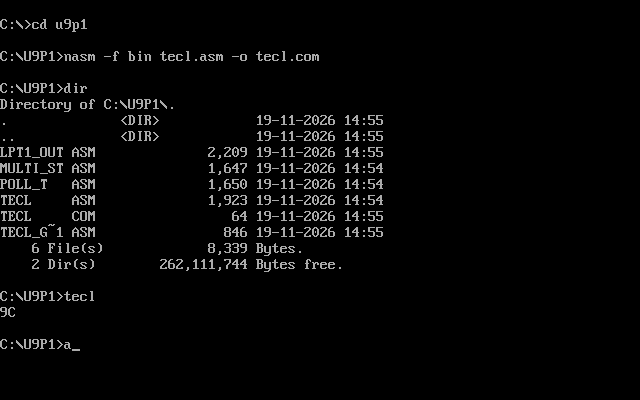 C:\>cd u9p1
C:\U9P1>nasm -f bin tecl.asm -o tecl.com
C:\U9P1>dir
Directory of C:\U9P1\.
.              <DIR>            19-11-2026 14:55
..             <DIR>            19-11-2026 14:55
LPT1_OUT ASM              2,209 19-11-2026 14:55
MULTI_ST ASM              1,647 19-11-2026 14:54
POLL_T   ASM              1,650 19-11-2026 14:54
TECL     ASM              1,923 19-11-2026 14:54
TECL     COM                 64 19-11-2026 14:55
TECL_G~1 ASM                846 19-11-2026 14:55
    6 File(s)              8,339 Bytes.
    2 Dir(s)         262,111,744 Bytes free.
C:\U9P1>tecl
9C
C:\U9P1>a_